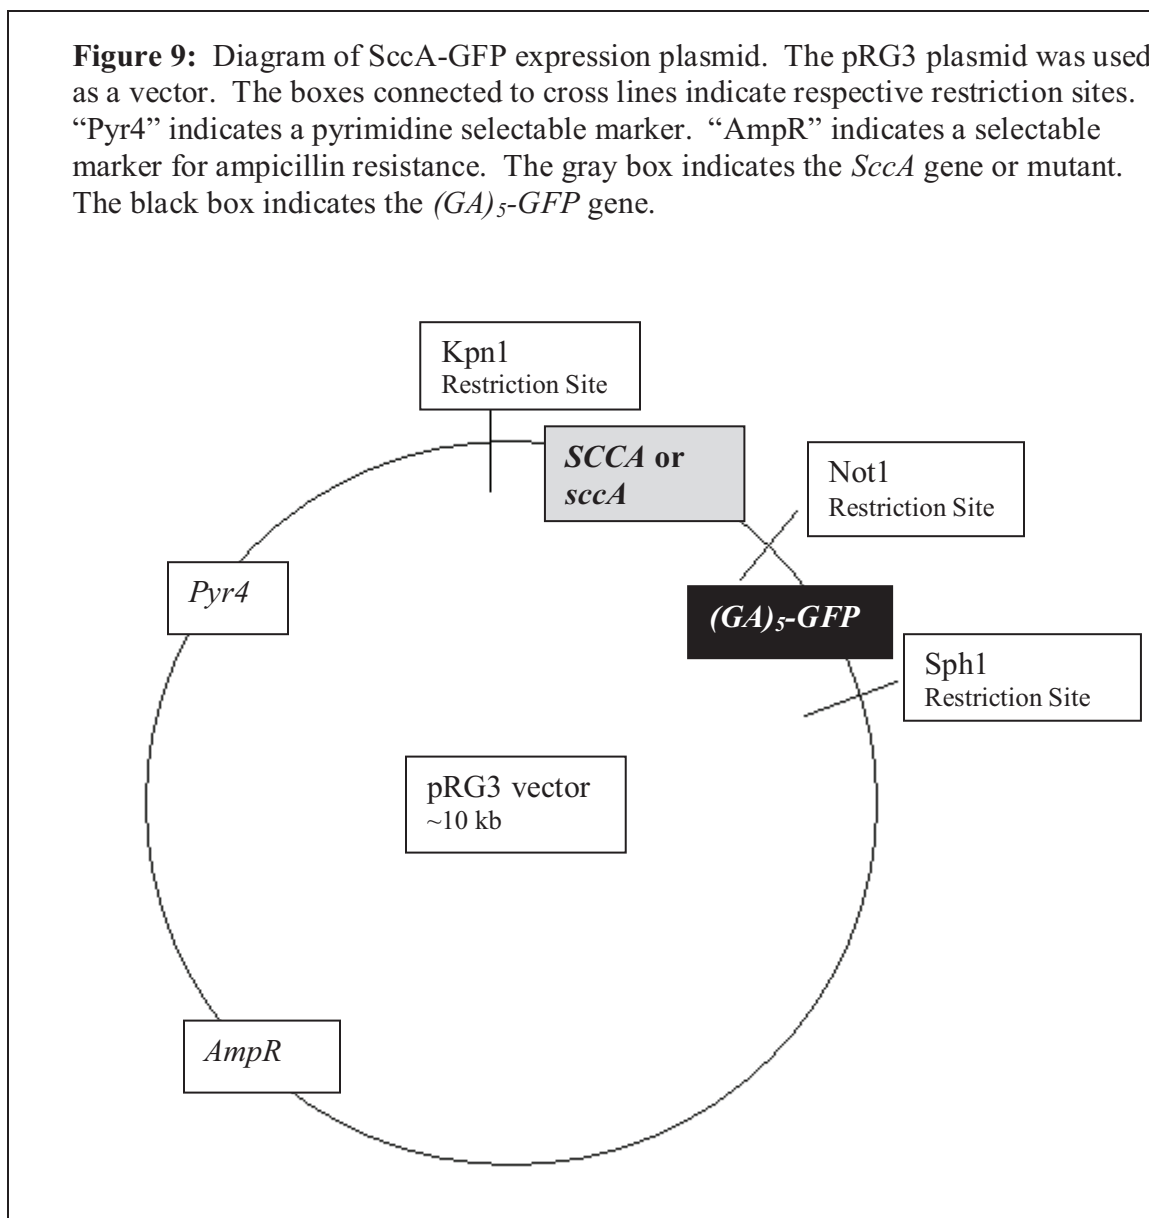 Figure 9: Diagram of SccA-GFP expression plasmid. The pRG3 plasmid was used
as a vector. The boxes connected to cross lines indicate respective restriction sites.
“Pyr4” indicates a pyrimidine selectable marker. “AmpR” indicates a selectable
marker for ampicillin resistance. The gray box indicates the SccA gene or mutant.
The black box indicates the (GA)5-GFP gene.
Kpn1
Restriction Site
SCCA or
sccA
Not1
Restriction Site
Pyr4
(GA)5-GFP
Sph1
Restriction Site
pRG3 vector
~10 kb
AmpR